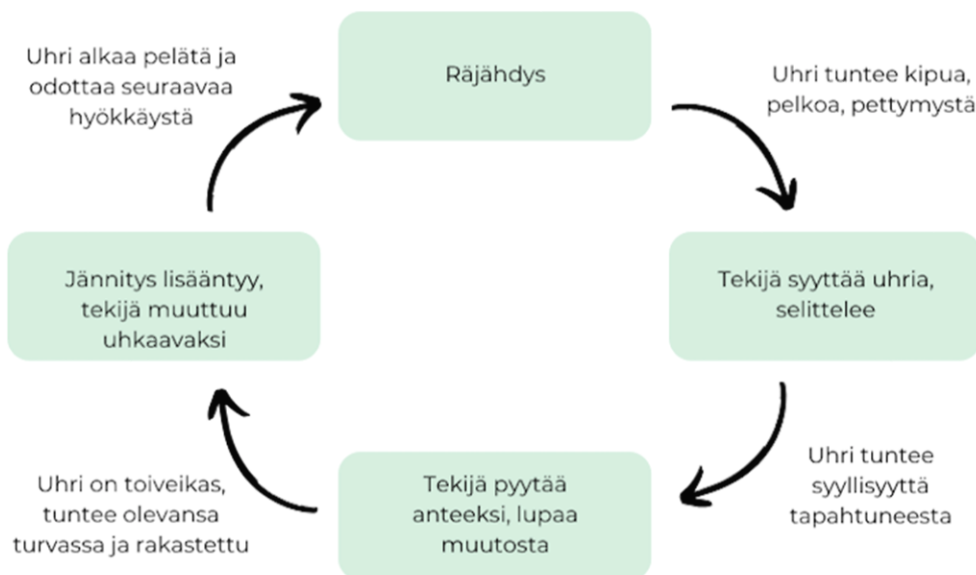 Räjähdys
Uhri tuntee kipua,
pelkoa, pettymystä
Tekijä syyttää uhria,
selittelee
Uhri tuntee
syyllisyyttä
tapahtuneesta
Tekijä pyytää
anteeksi, lupaa
muutosta
Uhri on toiveikas,
tuntee olevansa
turvassa ja rakastettu
Jännitys lisääntyy,
tekijä muuttuu
uhkaavaksi
Uhri alkaa pelätä ja
odottaa seuraavaa
hyökkäystä